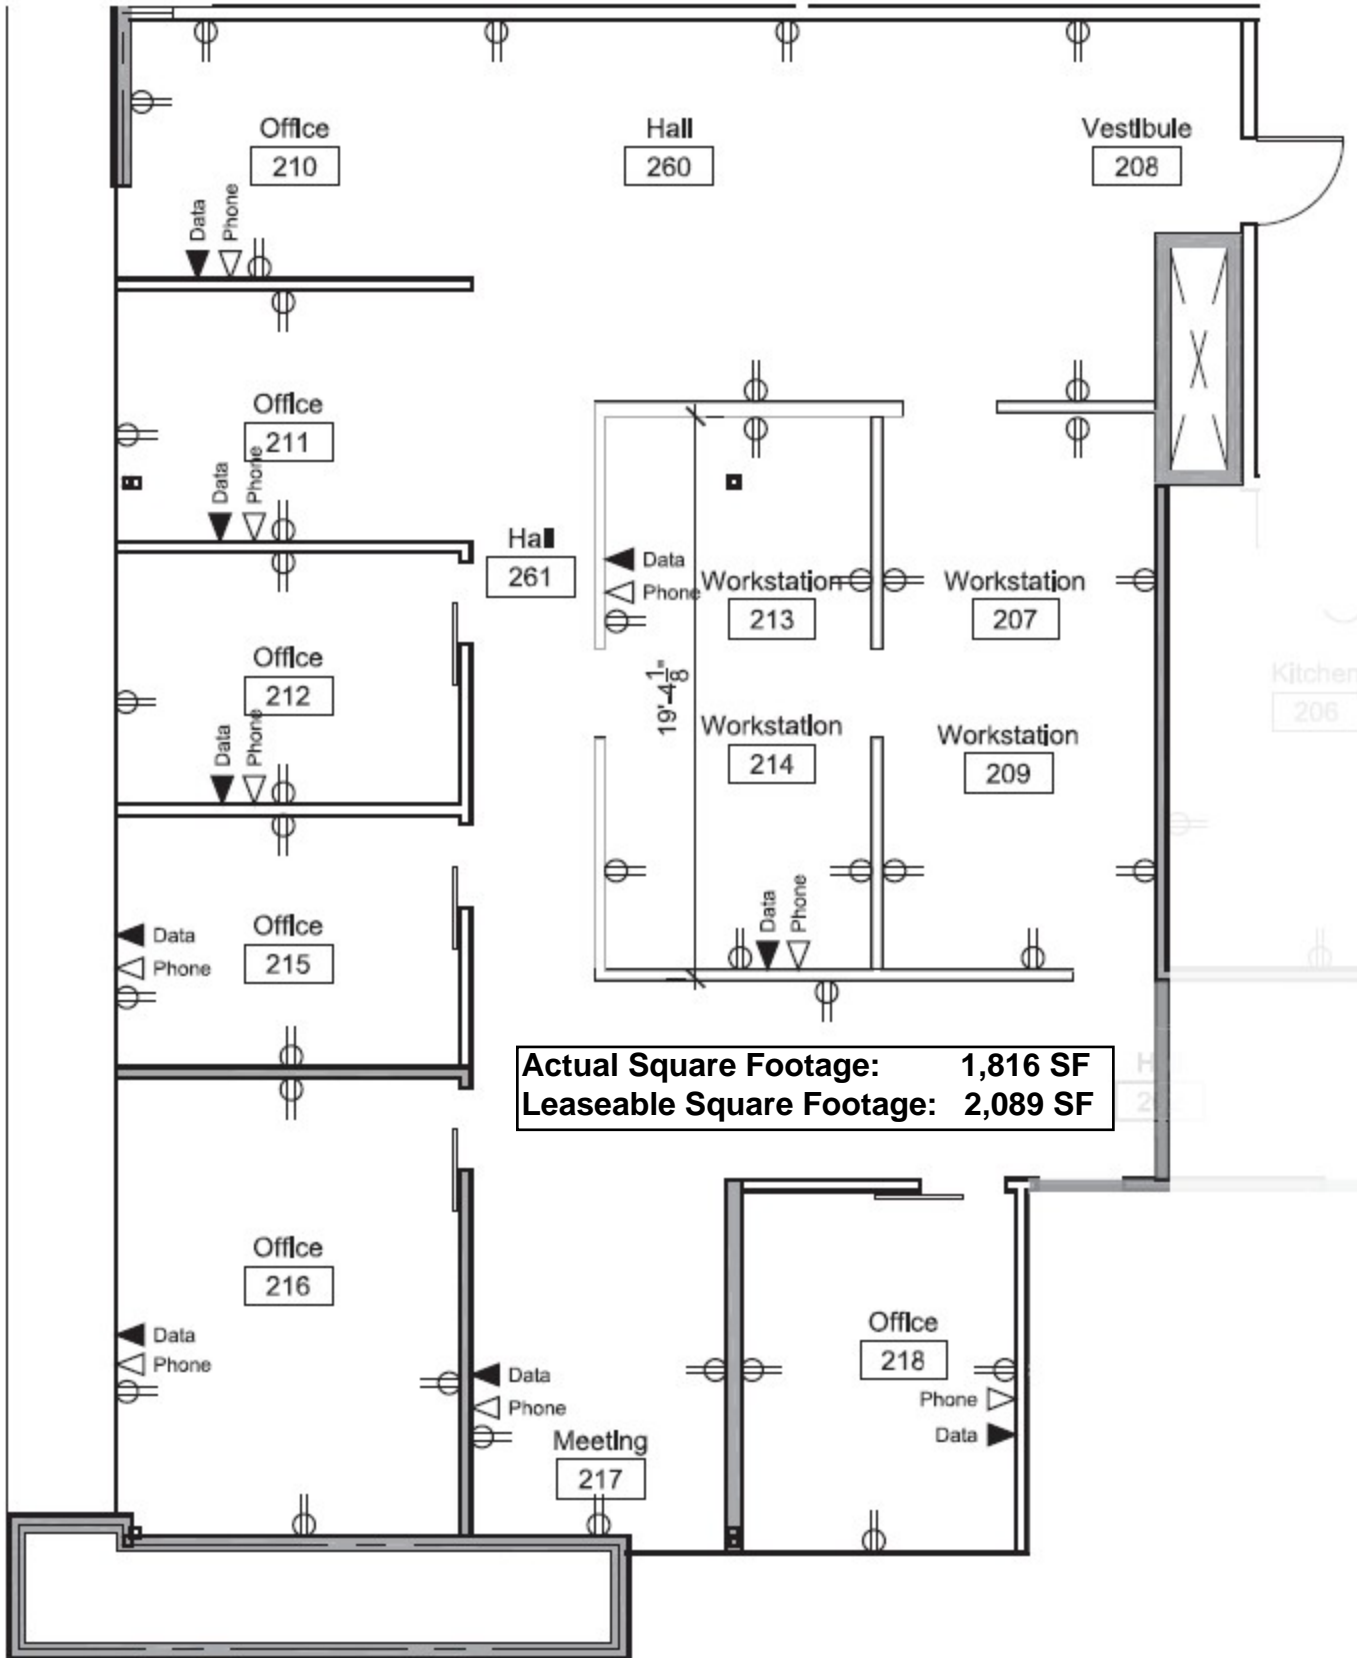 Office
210
Hall
260
Vestibule
208
Data
Phone
Office
211
Data
Phone
Hall
261
Data
Phone
Workstation
213
Workstation
207
Office
212
Data
Phone
19'-4 1/8"
Workstation
214
Workstation
209
Kitchen
206
Data
Phone
Office
215
Data
Phone
Actual Square Footage: 1,816 SF
Leaseable Square Footage: 2,089 SF
Office
216
Data
Phone
Data
Phone
Meeting
217
Office
218
Phone
Data